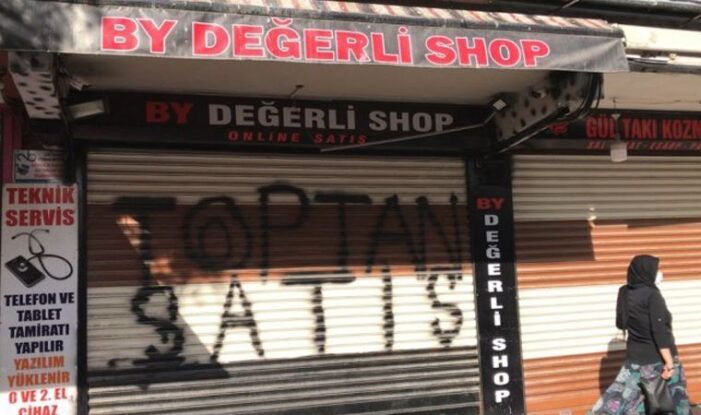 BY DEĞERLİ SHOP
BY DEĞERLİ SHOP
ONLINE SATIŞ
GÜL TAKI KOZM
TEKNİK
SERVİS
TELEFON VE
TABLET
TAMİRATI
YAPILIR
YAZILIM
YÜKLENİR
0 VE 2. EL
CİHAZ
TOPTAN
SATIŞ
BY DEĞERLİ SHOP